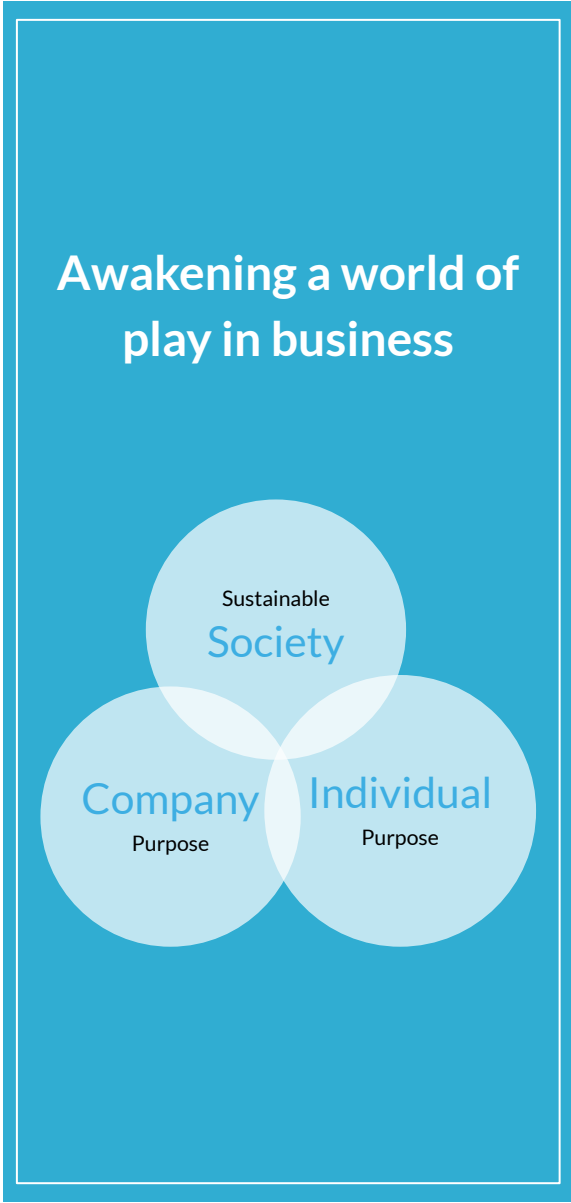 Awakening a world of
play in business
Sustainable
Society
Company
Purpose
Individual
Purpose